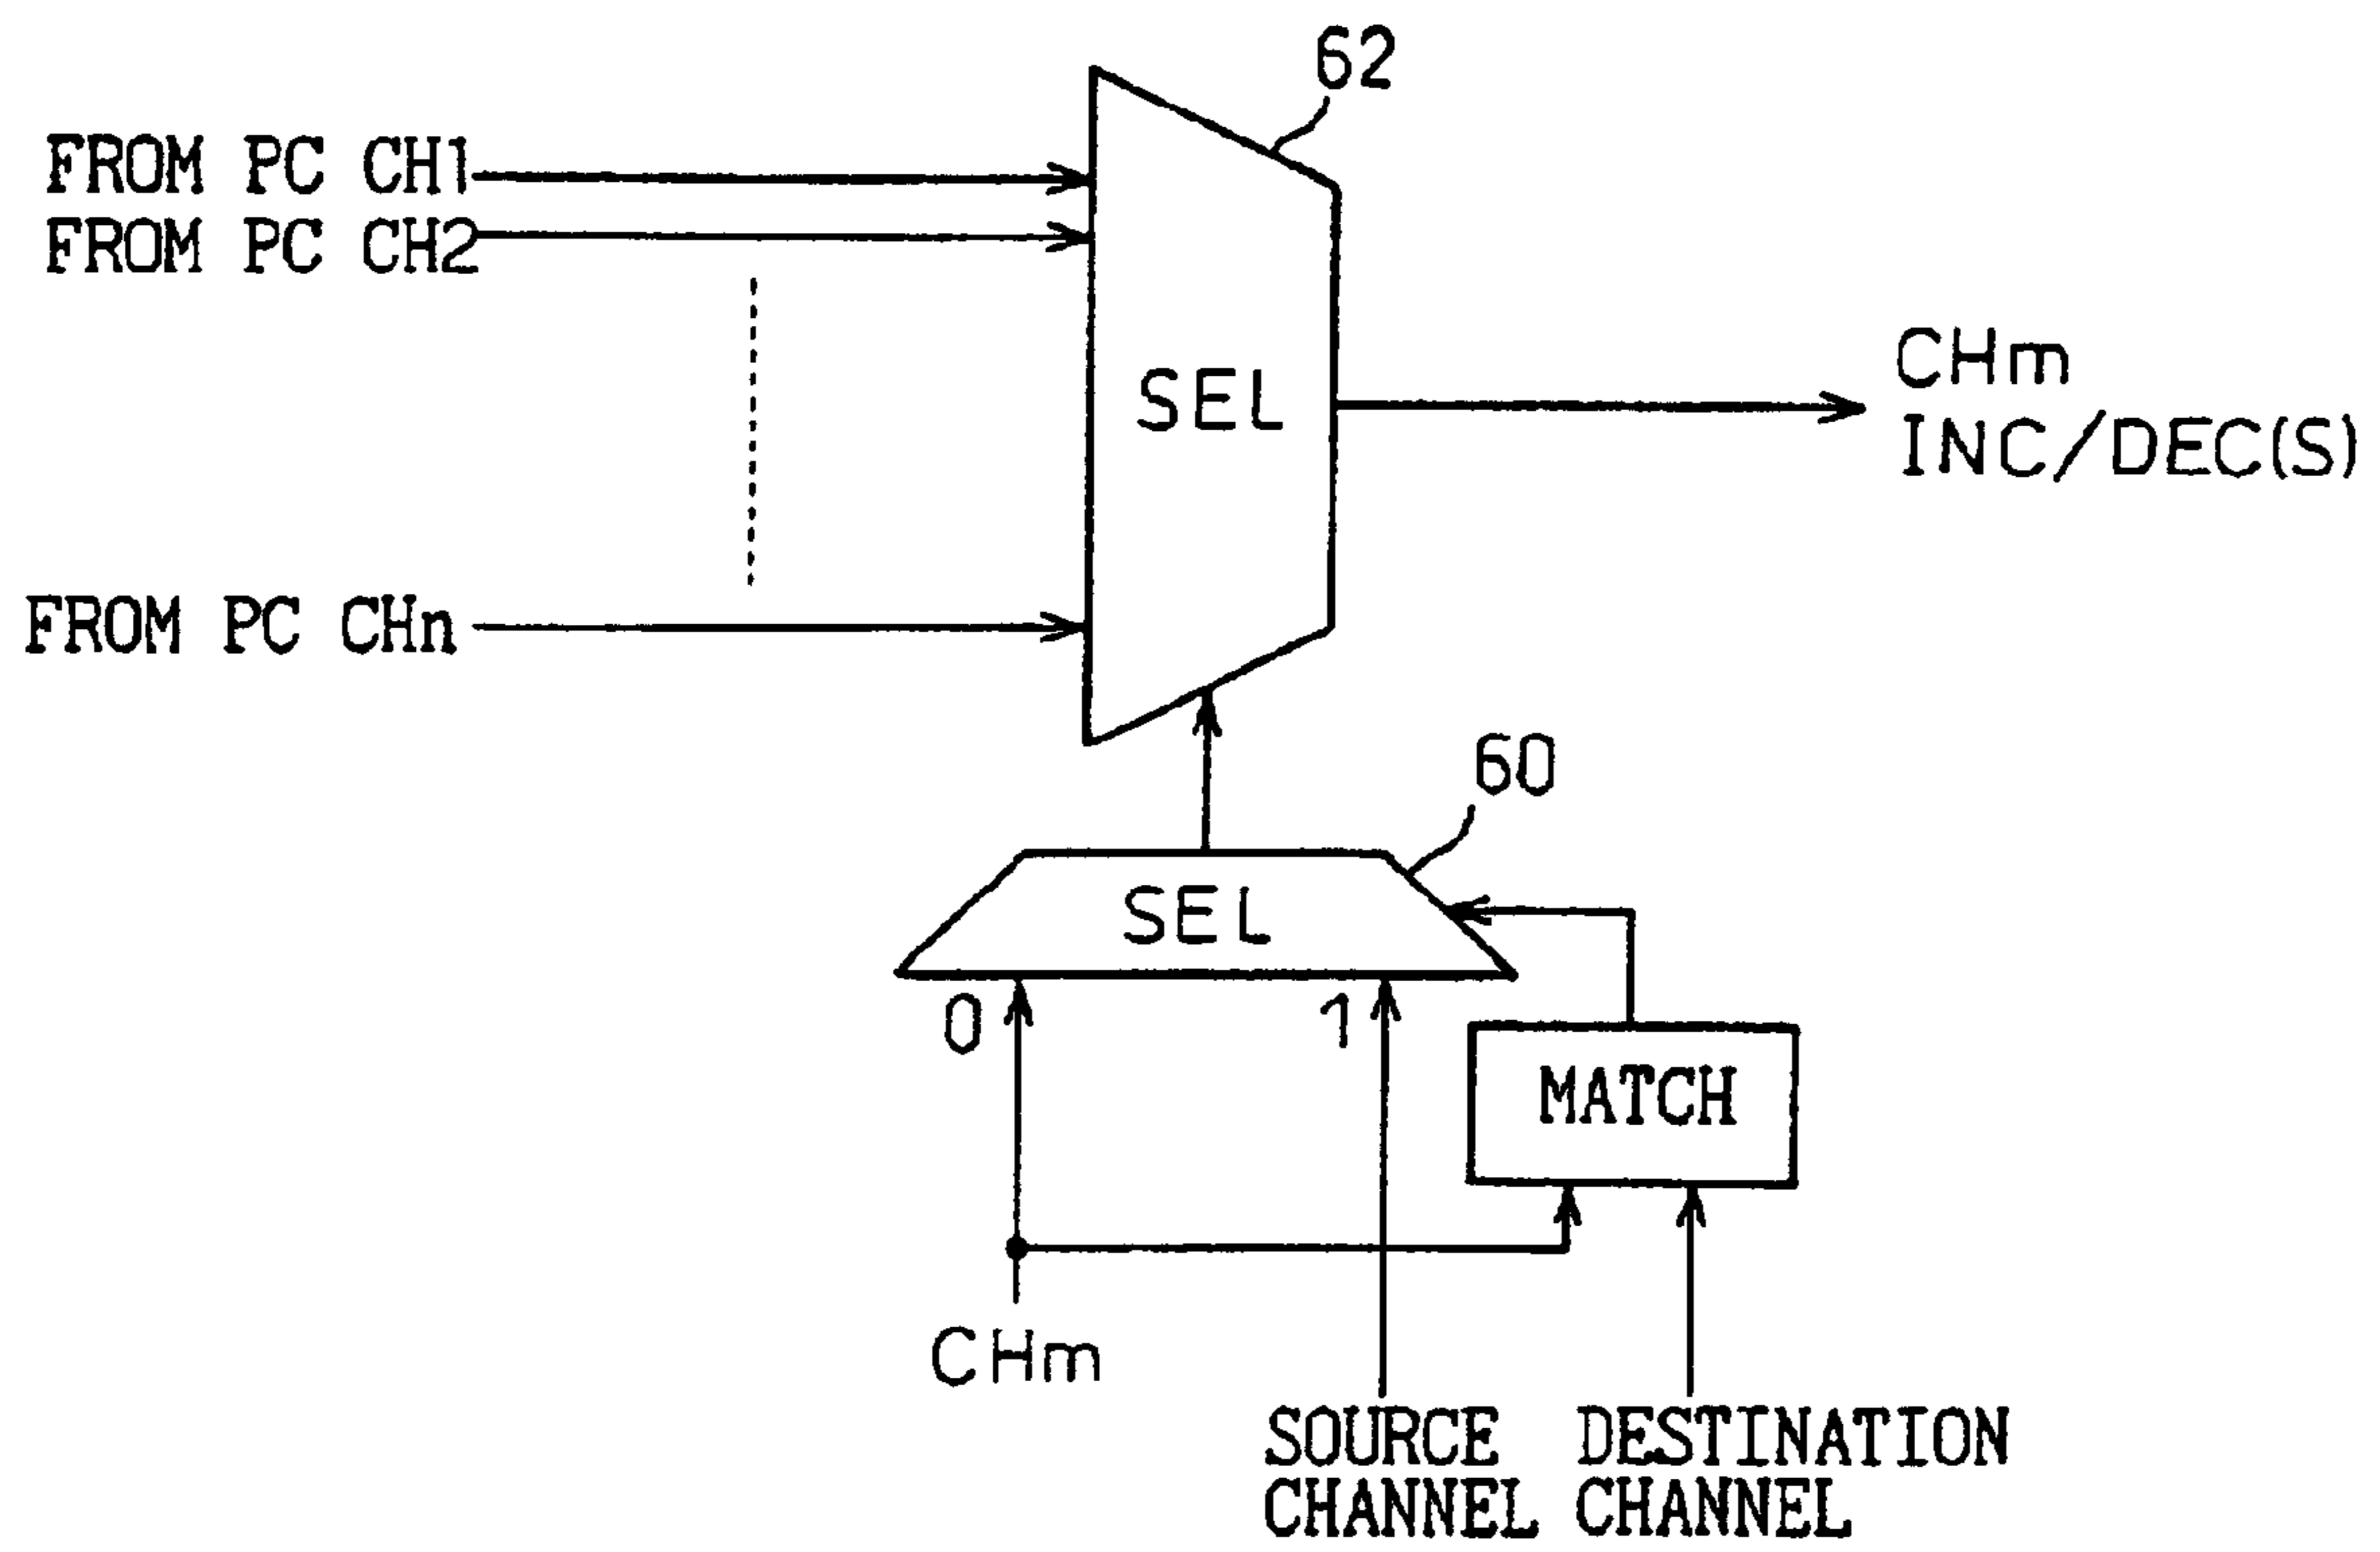 62
FROM PC CH1
FROM PC CH2
SEL
CHm
INC/DEC(S)
FROM PC CHn
60
SEL
0
1
MATCH
CHm
SOURCE CHANNEL
DESTINATION CHANNEL